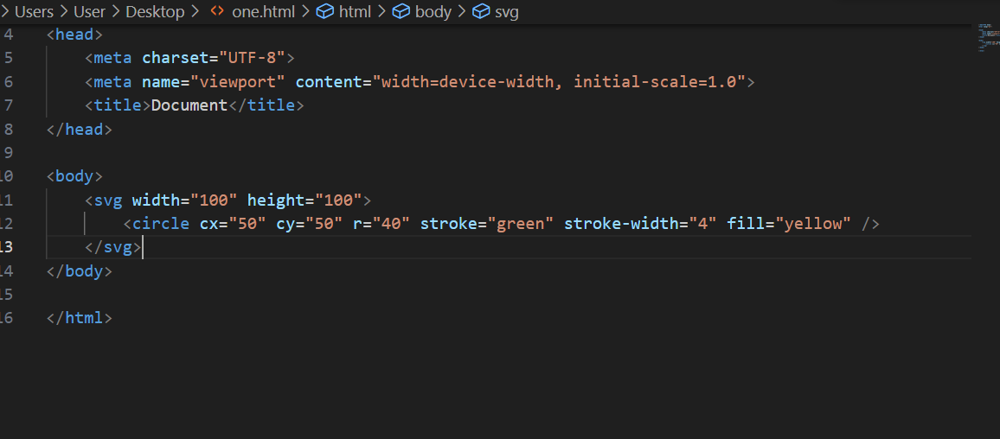 > Users > User > Desktop > <> one.html > html > body > svg
4 <head>
5     <meta charset="UTF-8">
6     <meta name="viewport" content="width=device-width, initial-scale=1.0">
7     <title>Document</title>
8 </head>
9
10 <body>
11     <svg width="100" height="100">
12         <circle cx="50" cy="50" r="40" stroke="green" stroke-width="4" fill="yellow" />
13     </svg>
14 </body>
15
16 </html>